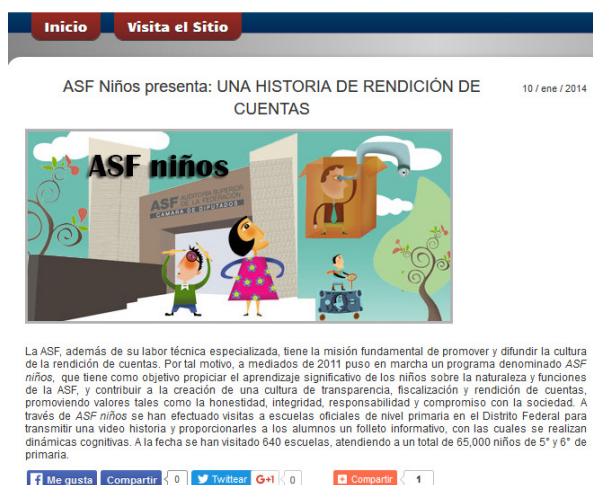 Inicio
Visita el Sitio
ASF Niños presenta: UNA HISTORIA DE RENDICIÓN DE
CUENTAS
10 / ene / 2014
ASF niños
ASF AUDITORIA SUPERIOR
DE LA FEDERACIÓN
CAMARA DE DIPUTADOS
La ASF, además de su labor técnica especializada, tiene la misión fundamental de promover y difundir la cultura
de la rendición de cuentas. Por tal motivo, a mediados de 2011 puso en marcha un programa denominado ASF
niños, que tiene como objetivo propiciar el aprendizaje significativo de los niños sobre la naturaleza y funciones
de la ASF, y contribuir a la creación de una cultura de transparencia, fiscalización y rendición de cuentas,
promoviendo valores tales como la honestidad, integridad, responsabilidad y compromiso con la sociedad. A
través de ASF niños se han efectuado visitas a escuelas oficiales de nivel primaria en el Distrito Federal para
transmitir una video historia y proporcionarles a los alumnos un folleto informativo, con las cuales se realizan
dinámicas cognitivas. A la fecha se han visitado 640 escuelas, atendiendo a un total de 65,000 niños de 5° y 6° de
primaria.
Me gusta Compartir 0 Twittear G+1 0 Compartir 1